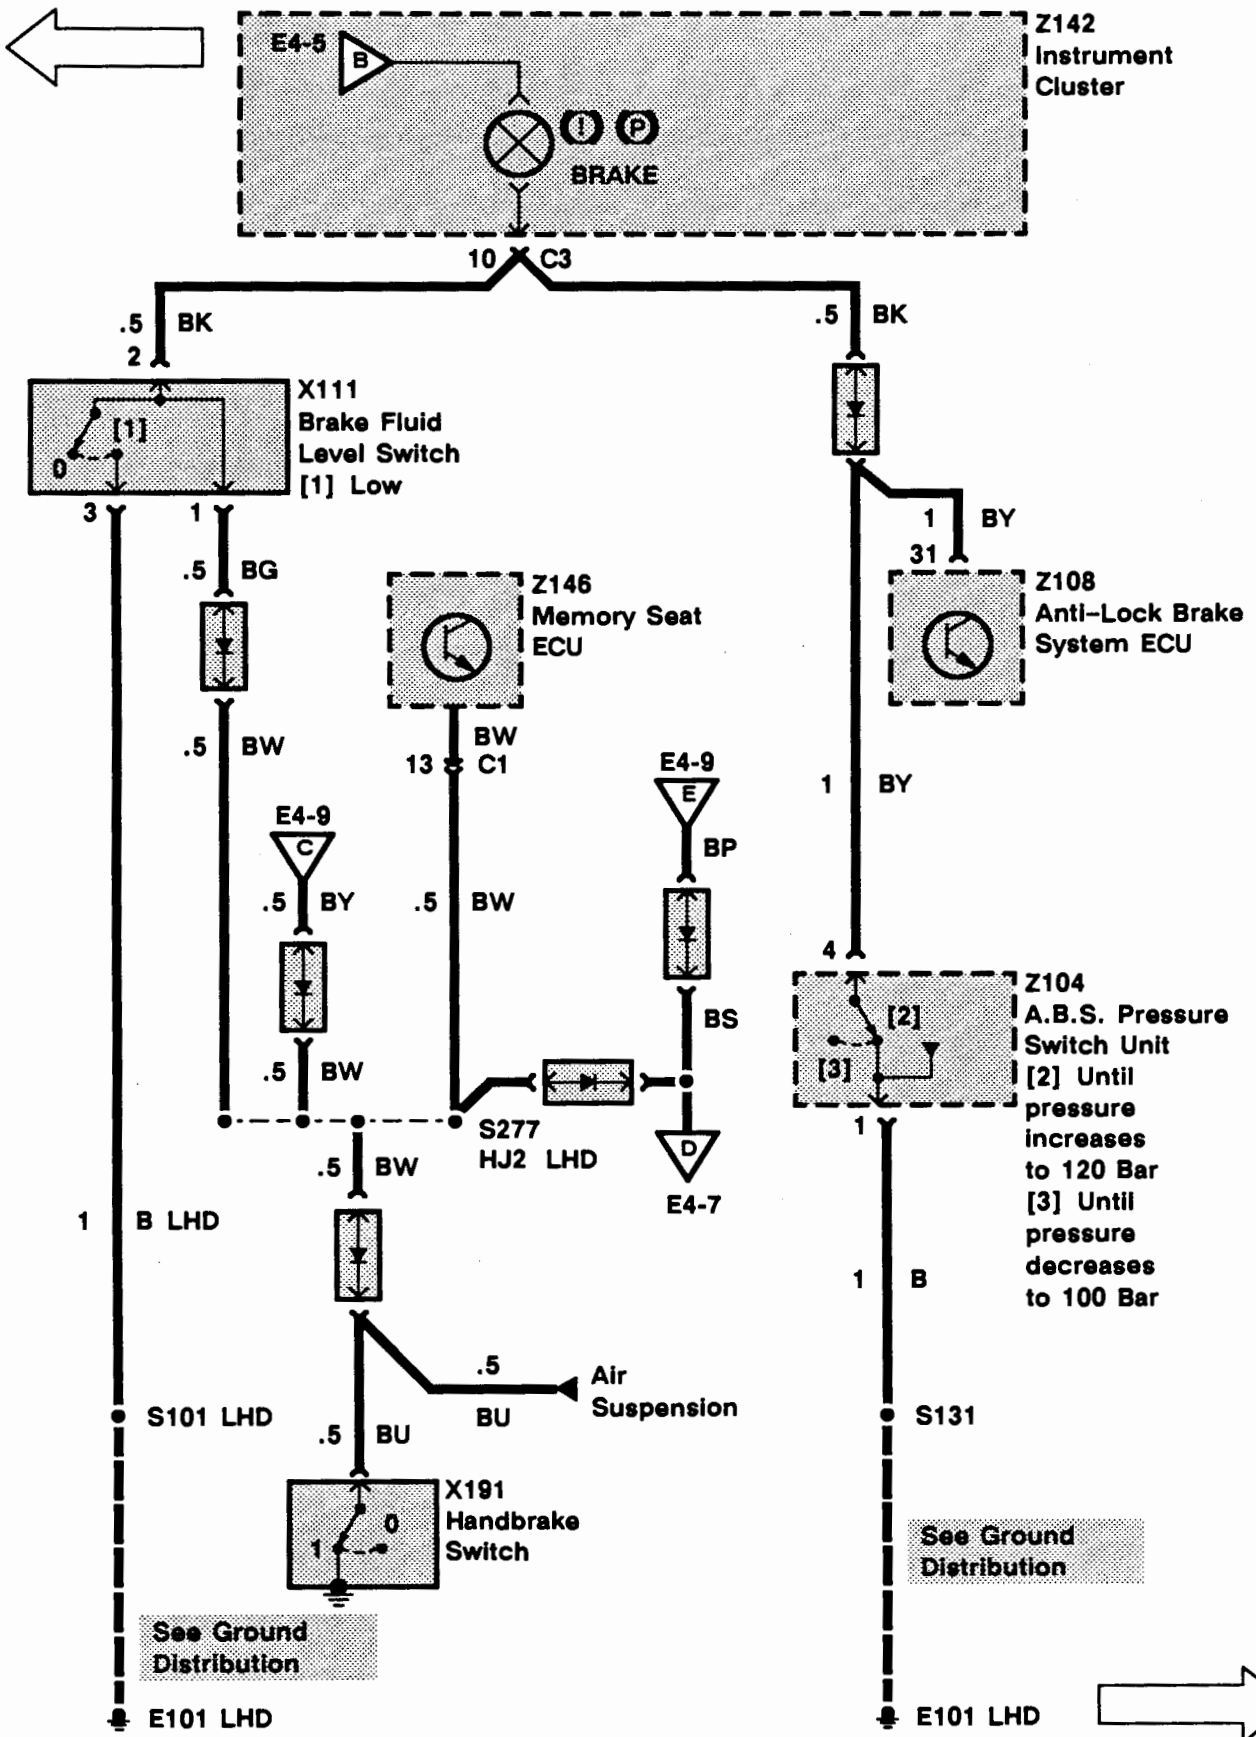 E4-5
B
! P
BRAKE
Z142
Instrument
Cluster
10 C3
.5 BK
2
.5 BK
X111
Brake Fluid
Level Switch
[1] Low
[1]
0
3
1
.5 BG
.5 BW
Z146
Memory Seat
ECU
BW
13 C1
.5 BW
1 BY
31
Z108
Anti-Lock Brake
System ECU
1 BY
4
E4-9
C
.5 BY
.5 BW
E4-9
E
BP
BS
S277
HJ2 LHD
D
E4-7
Z104
A.B.S. Pressure
Switch Unit
[2] Until
pressure
increases
to 120 Bar
[3] Until
pressure
decreases
to 100 Bar
[2]
[3]
1
.5 BW
1 B LHD
1 B
.5
BU
Air
Suspension
S101 LHD
.5 BU
S131
X191
Handbrake
Switch
0
1
See Ground
Distribution
See Ground
Distribution
E101 LHD
E101 LHD